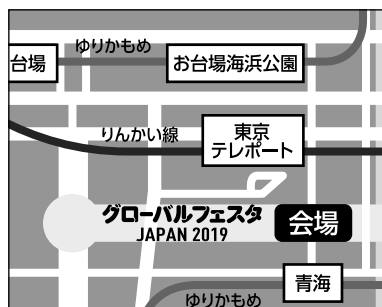 ゆりかもめ
台場
お台場海浜公園
りんかい線
東京
テレポート
グローバルフェスタ
JAPAN 2019
会場
青海
ゆりかもめ